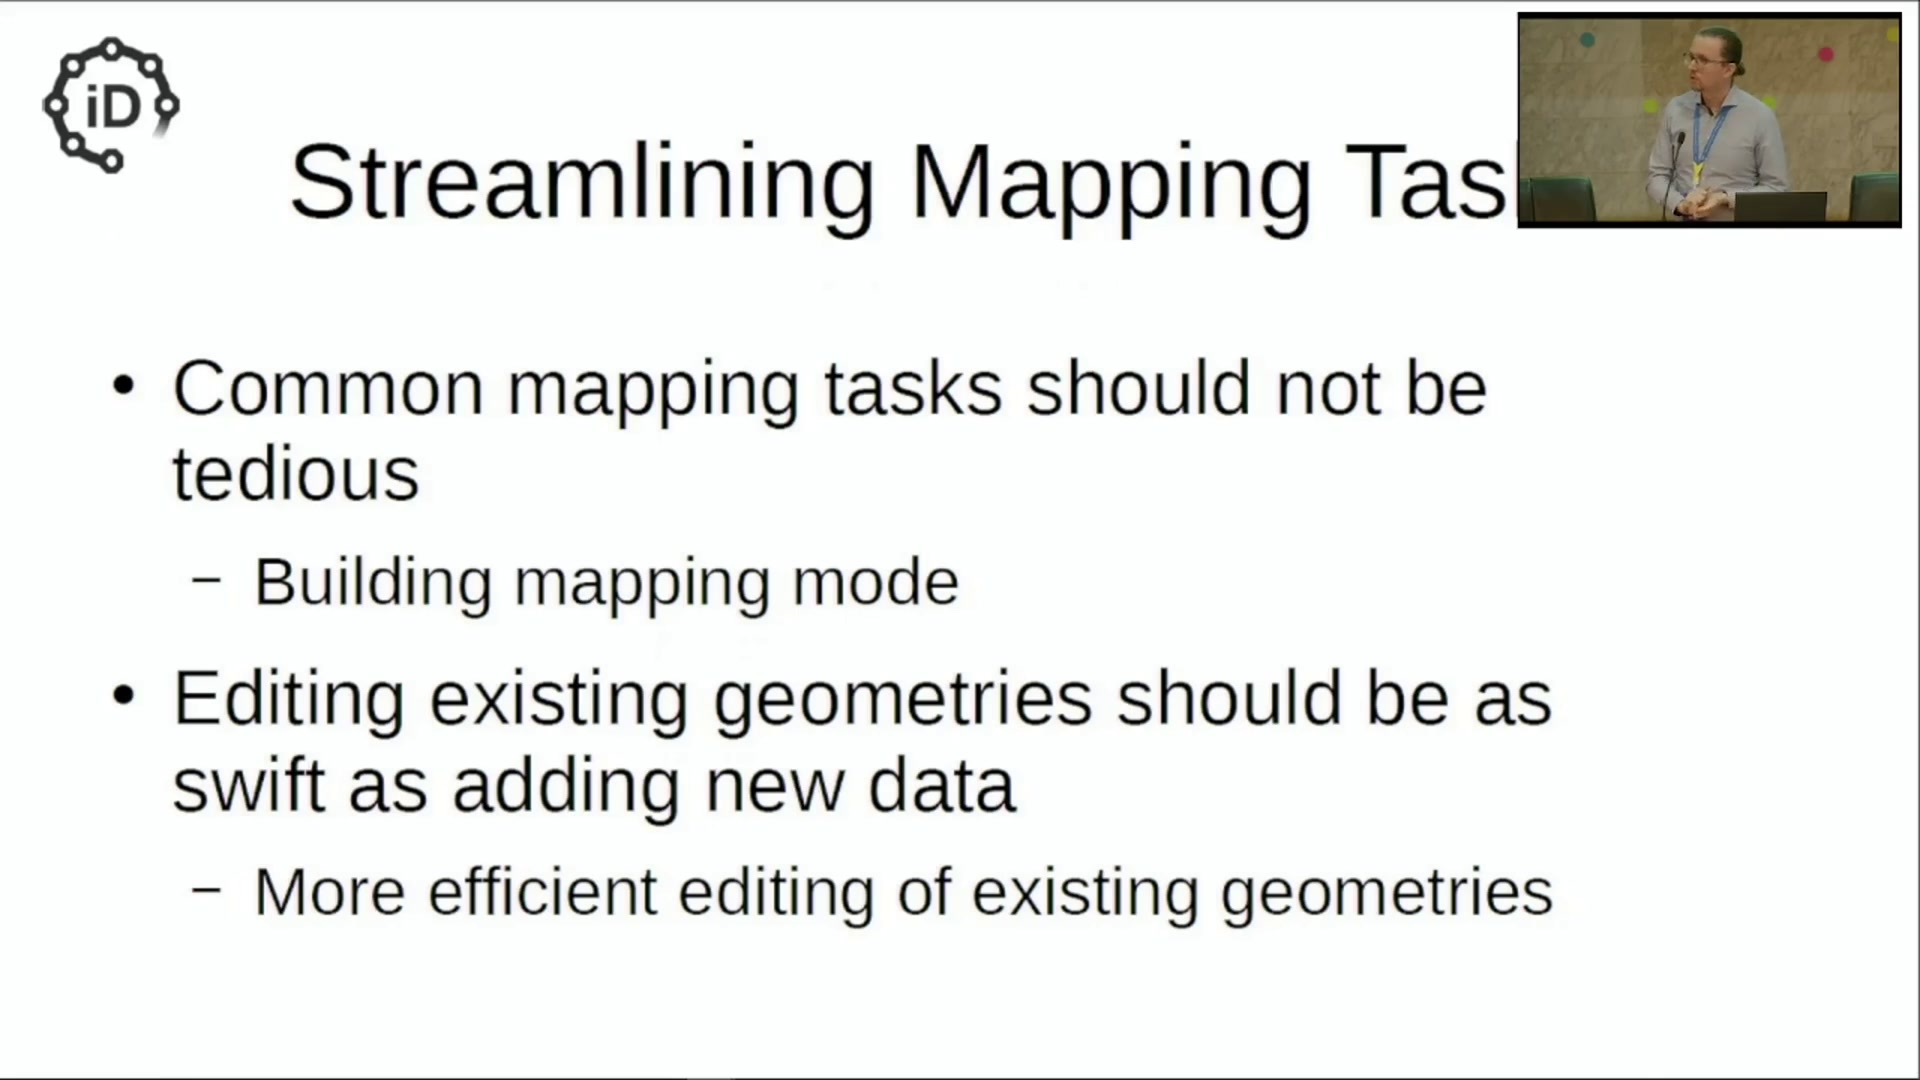 iD
Streamlining Mapping Tas
• Common mapping tasks should not be
tedious
– Building mapping mode
• Editing existing geometries should be as
swift as adding new data
– More efficient editing of existing geometries